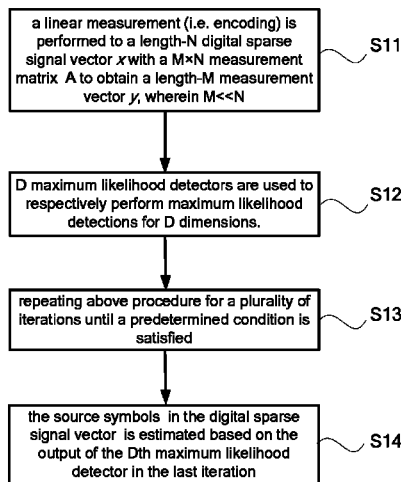 a linear measurement (i.e. encoding) is
performed to a length-N digital sparse
signal vector x with a M×N measurement
matrix A to obtain a length-M measurement
vector y, wherein M<<N
S11
D maximum likelihood detectors are used to
respectively perform maximum likelihood
detections for D dimensions.
S12
repeating above procedure for a plurality of
iterations until a predetermined condition is
satisfied
S13
the source symbols in the digital sparse
signal vector is estimated based on the
output of the Dth maximum likelihood
detector in the last iteration
S14